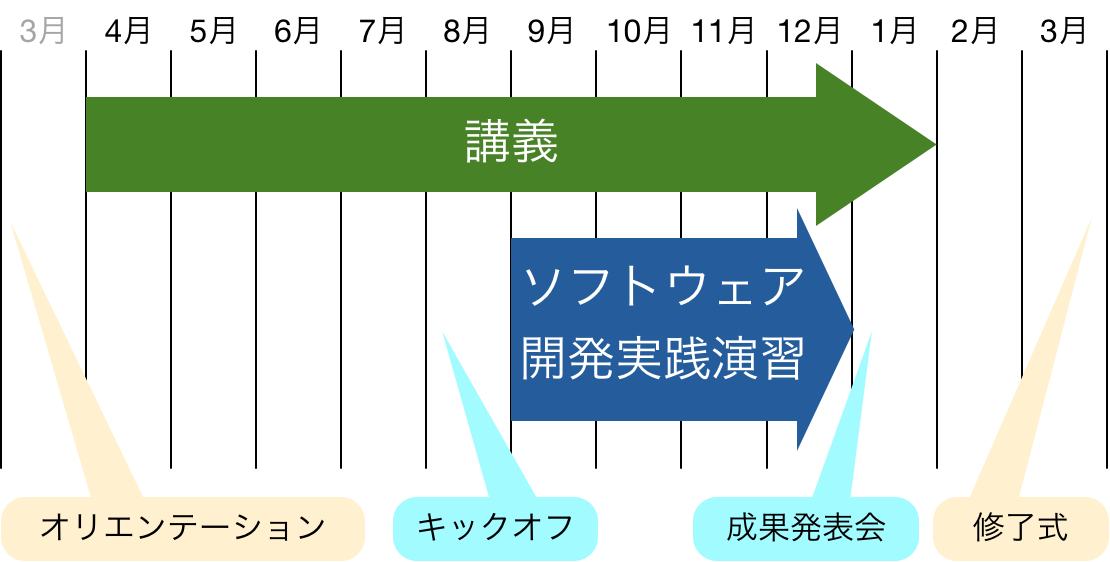 3月 4月 5月 6月 7月 8月 9月 10月 11月 12月 1月 2月 3月
講義
ソフトウェア
開発実践演習
オリエンテーション キックオフ 成果発表会 修了式